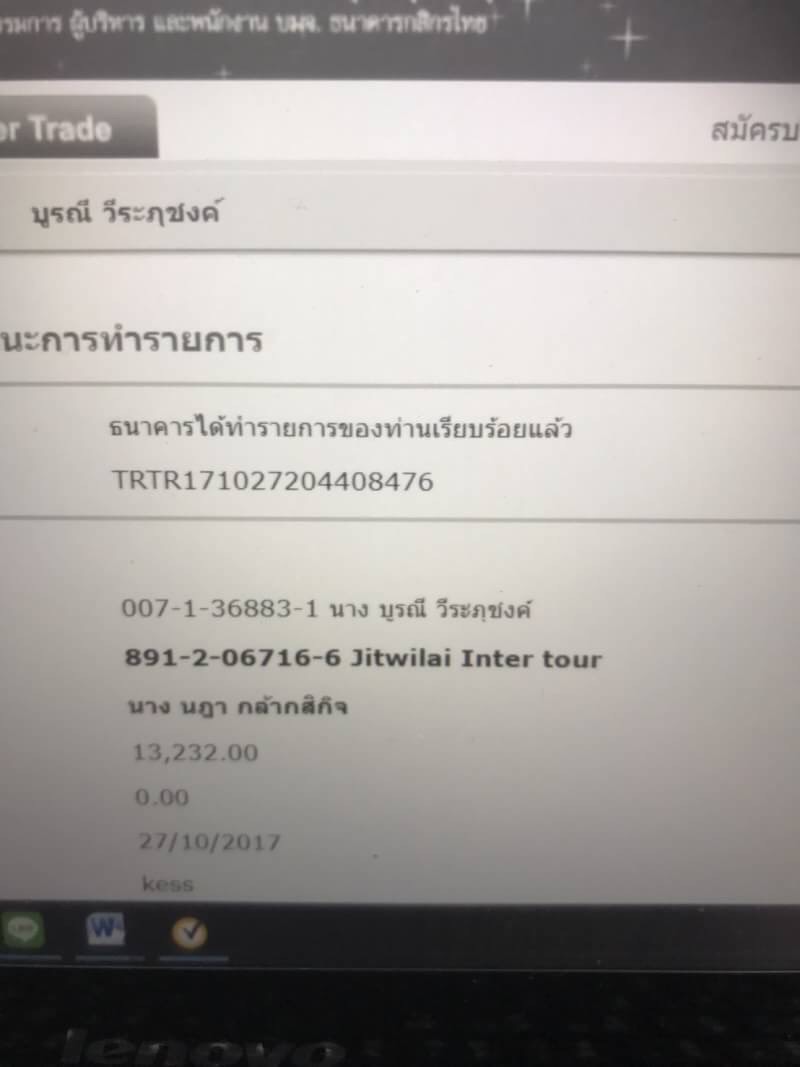 รมการ ผู้บริหาร และพนักงาน บมจ. ธนาคารกสิกรไทย
er Trade
สมัครบ
บูรณี วีระภุชงค์
นะการทำรายการ
ธนาคารได้ทำรายการของท่านเรียบร้อยแล้ว
TRTR171027204408476
007-1-36883-1 นาง บูรณี วีระภุชงค์
891-2-06716-6 Jitwilai Inter tour
นาง นฎา กล้ากสิกิจ
13,232.00
0.00
27/10/2017
kess
lenovo